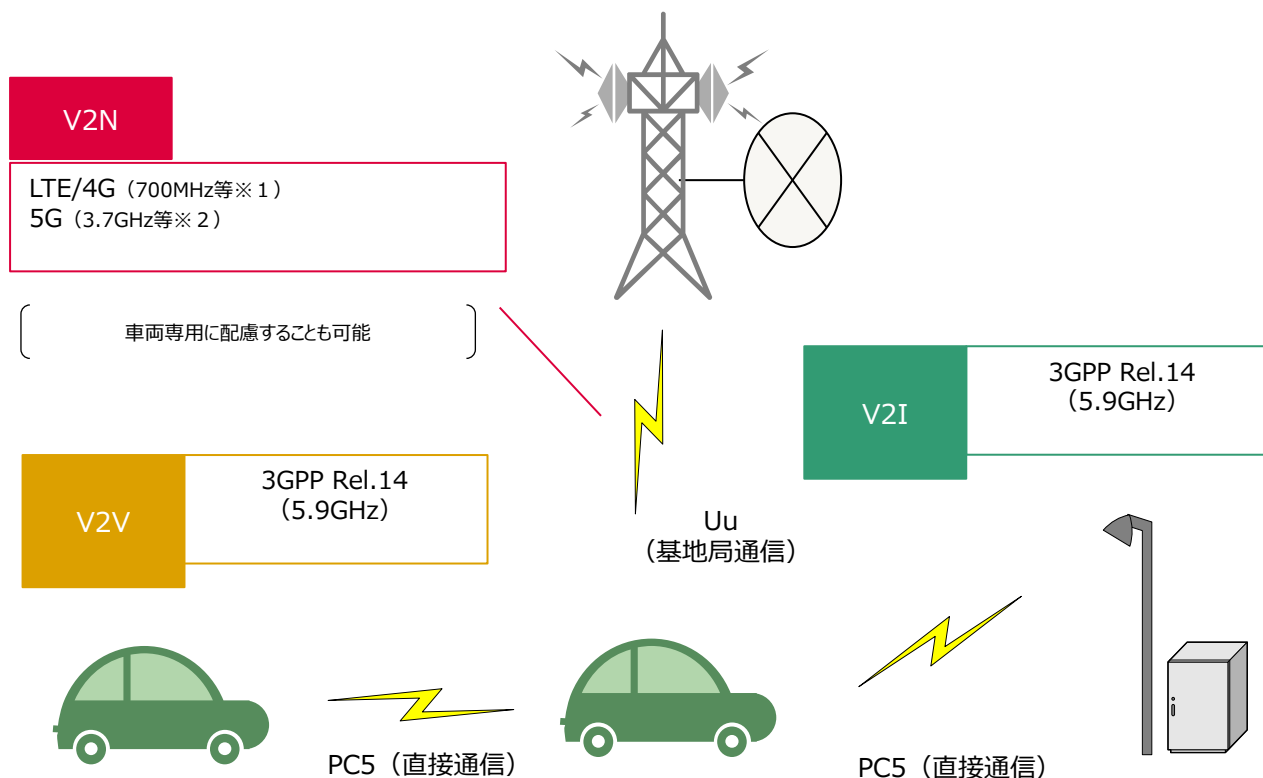 V2N
LTE/4G（700MHz等※１）
5G（3.7GHz等※２）
車両専用に配慮することも可能
V2I
3GPP Rel.14
（5.9GHz）
V2V
3GPP Rel.14
（5.9GHz）
Uu
（基地局通信）
PC5（直接通信）
PC5（直接通信）